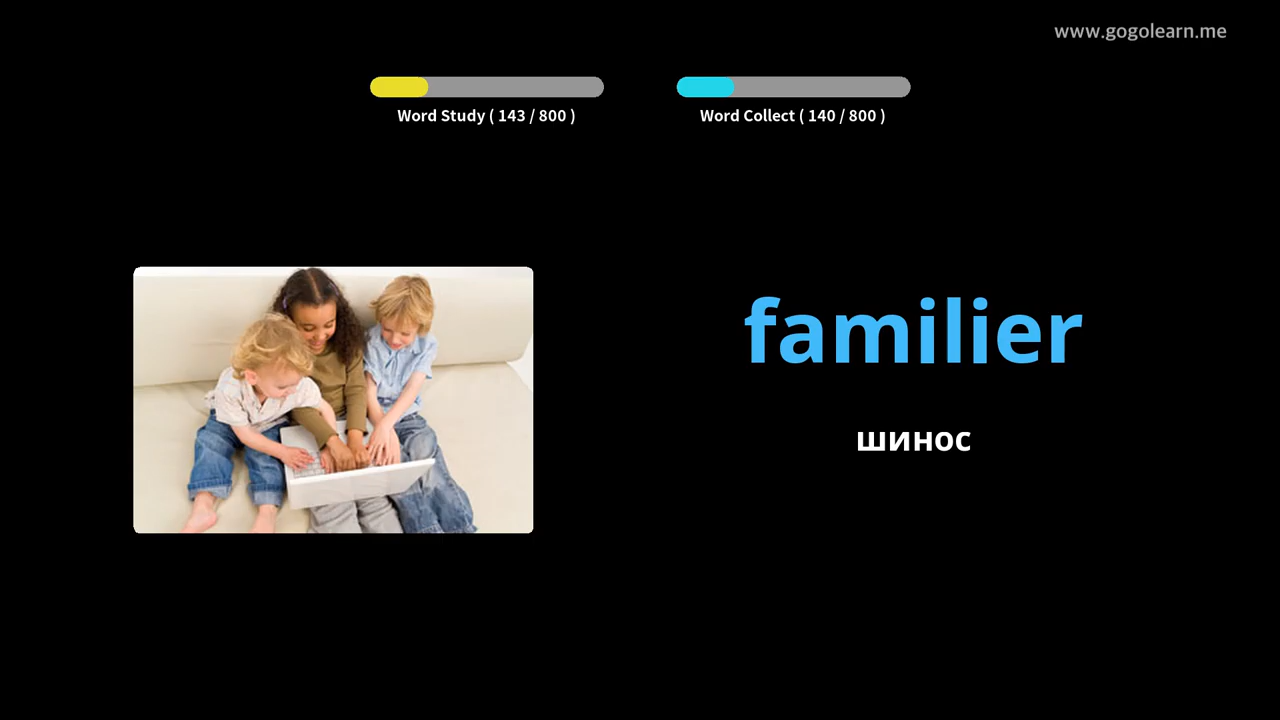 www.gogolearn.me
Word Study ( 143 / 800 )
Word Collect ( 140 / 800 )
familier
шинос